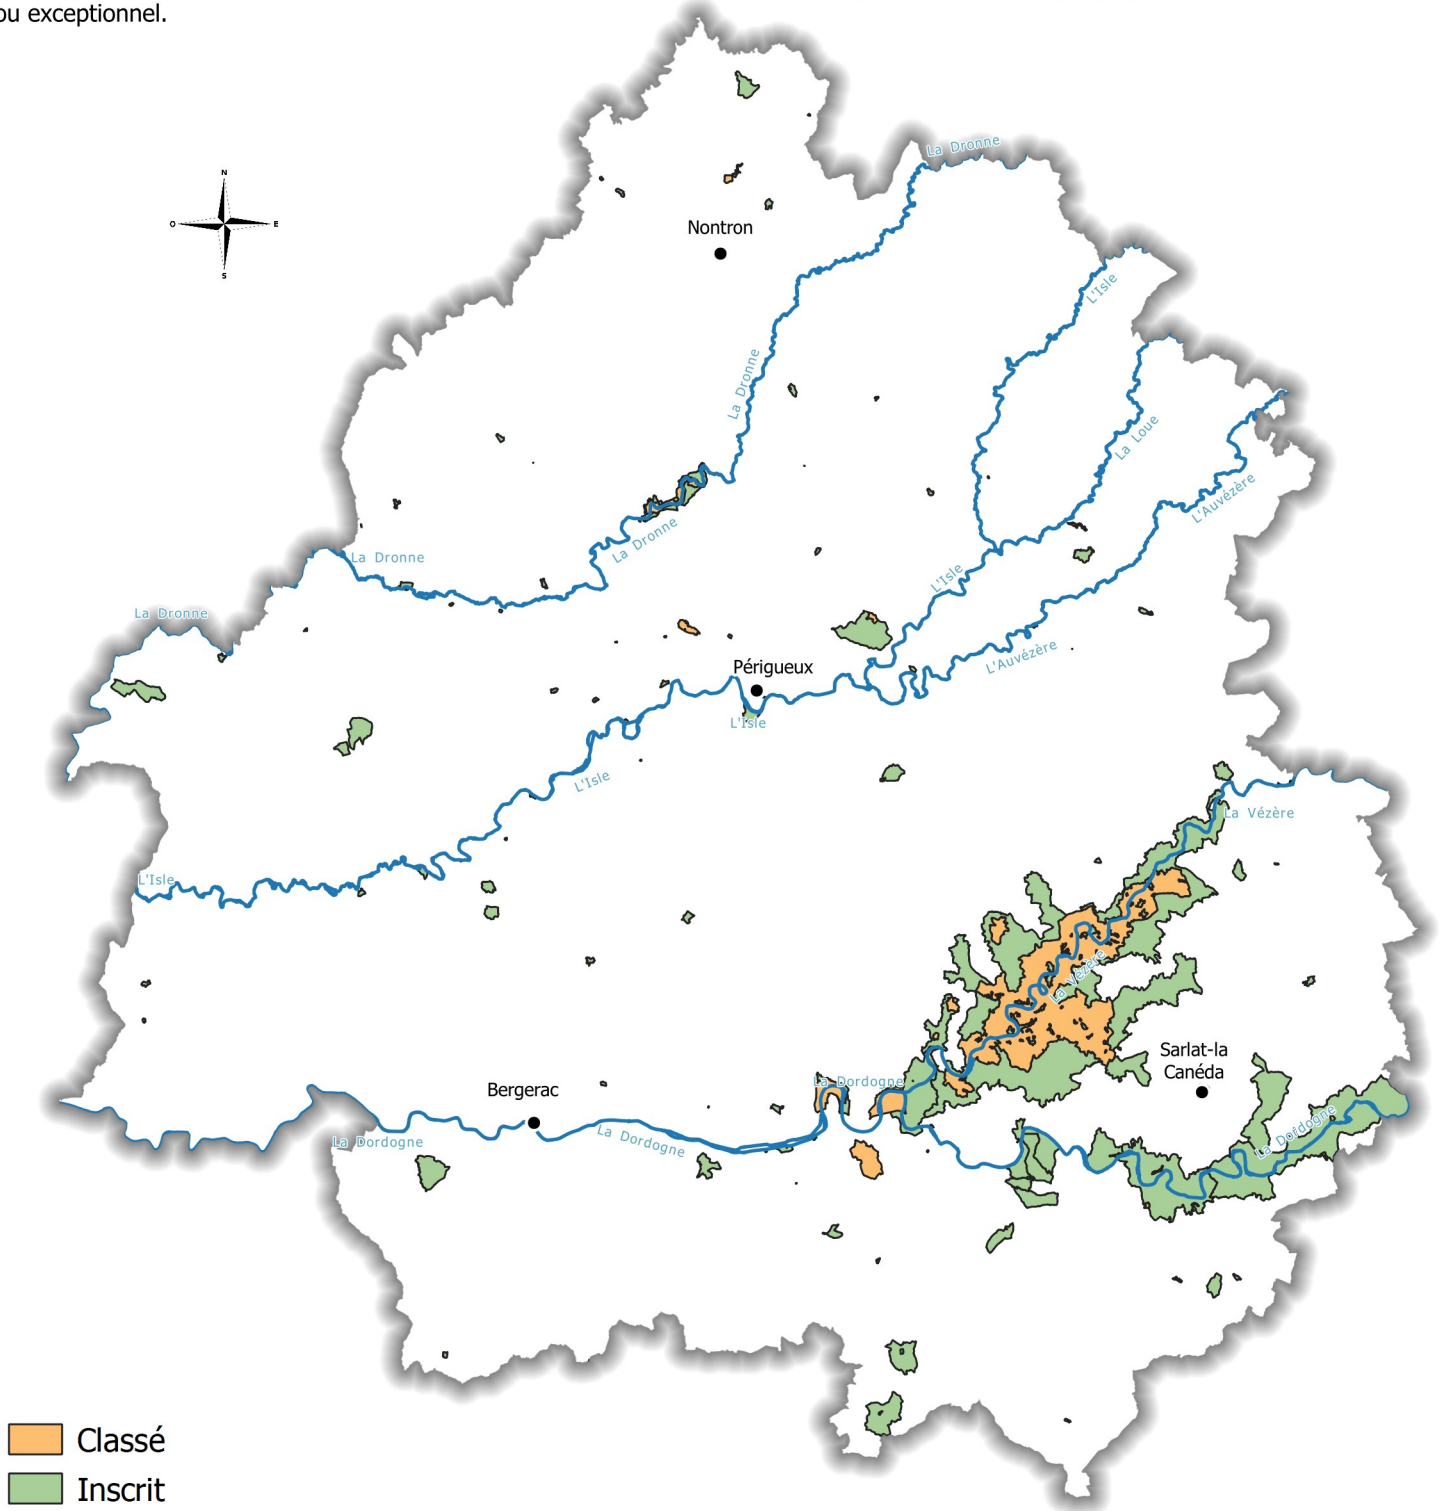 ou exceptionnel.
La Dronne
N
O
E
S
Nontron
L'Isle
La Dronne
La Loue
L'Auvézère
La Dronne
La Dronne
L'Isle
La Dronne
L'Auvézère
Périgueux
L'Isle
L'Isle
La Vézère
L'Isle
La Vézère
Sarlat-la
Canéda
La Dordogne
Bergerac
La Dordogne
La Dordogne
La Dordogne
Classé
Inscrit